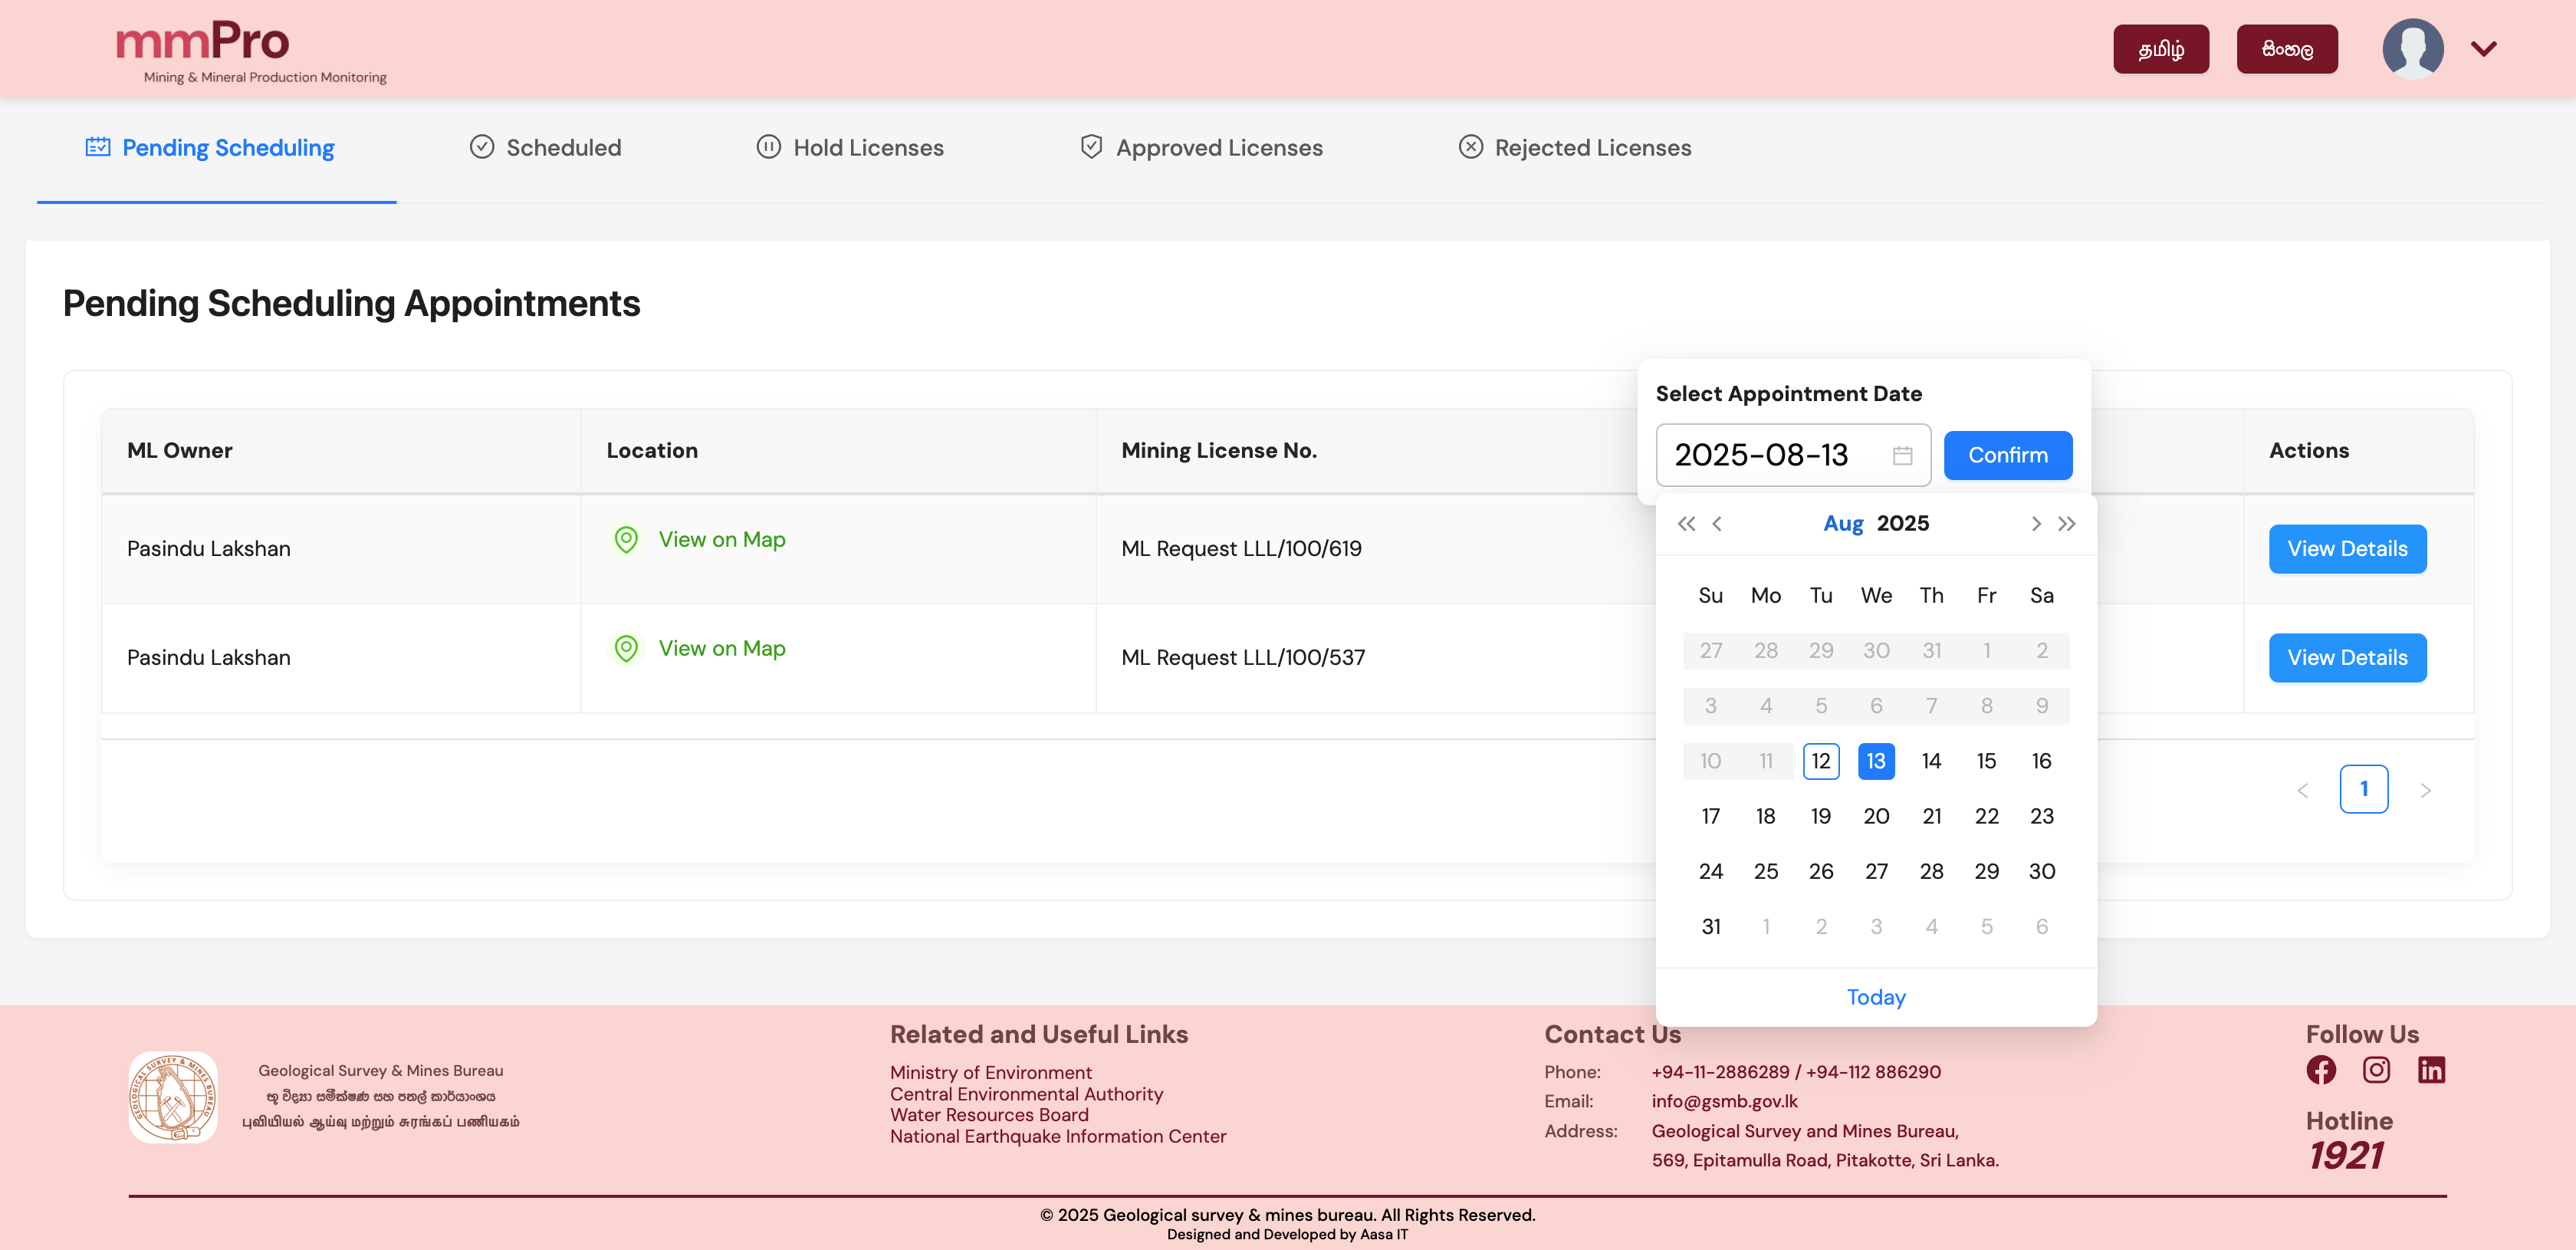 mmPro
Mining & Mineral Production Monitoring
தமிழ்
සිංහල
Pending Scheduling
Scheduled
Hold Licenses
Approved Licenses
Rejected Licenses
Pending Scheduling Appointments
Select Appointment Date
2025-08-13
Confirm
ML Owner
Location
Mining License No.
Actions
Pasindu Lakshan
View on Map
ML Request LLL/100/619
View Details
Pasindu Lakshan
View on Map
ML Request LLL/100/537
View Details
Aug 2025
Su Mo Tu We Th Fr Sa
27 28 29 30 31 1 2
3 4 5 6 7 8 9
10 11 12 13 14 15 16
17 18 19 20 21 22 23
24 25 26 27 28 29 30
31 1 2 3 4 5 6
Today
1
GEOLOGICAL SURVEY & MINES BUREAU
Geological Survey & Mines Bureau
භූ විද්‍යා සමීක්ෂණ සහ පතල් කාර්යාංශය
புவியியல் ஆய்வு மற்றும் சுரங்கப் பணியகம்
Related and Useful Links
Ministry of Environment
Central Environmental Authority
Water Resources Board
National Earthquake Information Center
Contact Us
Phone: +94-11-2886289 / +94-112 886290
Email: info@gsmb.gov.lk
Address: Geological Survey and Mines Bureau,
569, Epitamulla Road, Pitakotte, Sri Lanka.
Follow Us
Hotline
1921
© 2025 Geological survey & mines bureau. All Rights Reserved.
Designed and Developed by Aasa IT